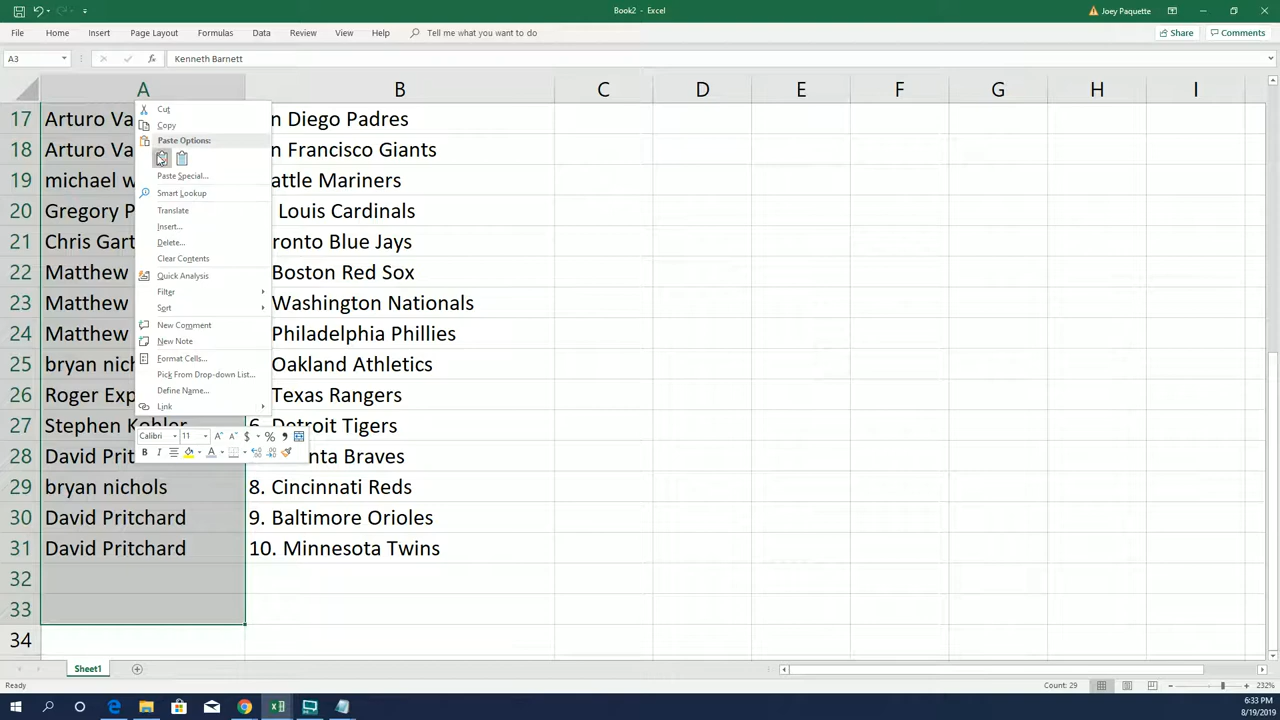 Book2 - Excel
Joey Paquette
File Home Insert Page Layout Formulas Data Review View Help Tell me what you want to do Share Comments
A3 fx Kenneth Barnett
A B C D E F G H I
17 Arturo Va n Diego Padres
18 Arturo Va n Francisco Giants
19 michael w attle Mariners
20 Gregory P Louis Cardinals
21 Chris Gart ronto Blue Jays
22 Matthew Boston Red Sox
23 Matthew Washington Nationals
24 Matthew Philadelphia Phillies
25 bryan nich Oakland Athletics
26 Roger Exp Texas Rangers
27 Stephen Kohler 6. Detroit Tigers
28 David Prit nta Braves
29 bryan nichols 8. Cincinnati Reds
30 David Pritchard 9. Baltimore Orioles
31 David Pritchard 10. Minnesota Twins
32
33
34
Cut
Copy
Paste Options:
Paste Special...
Smart Lookup
Translate
Insert...
Delete...
Clear Contents
Quick Analysis
Filter
Sort
New Comment
New Note
Format Cells...
Pick From Drop-down List...
Define Name...
Link
Calibri 11 A A $ % ,
B I A
Sheet1
Ready Count: 29 232%
6:33 PM
8/19/2019